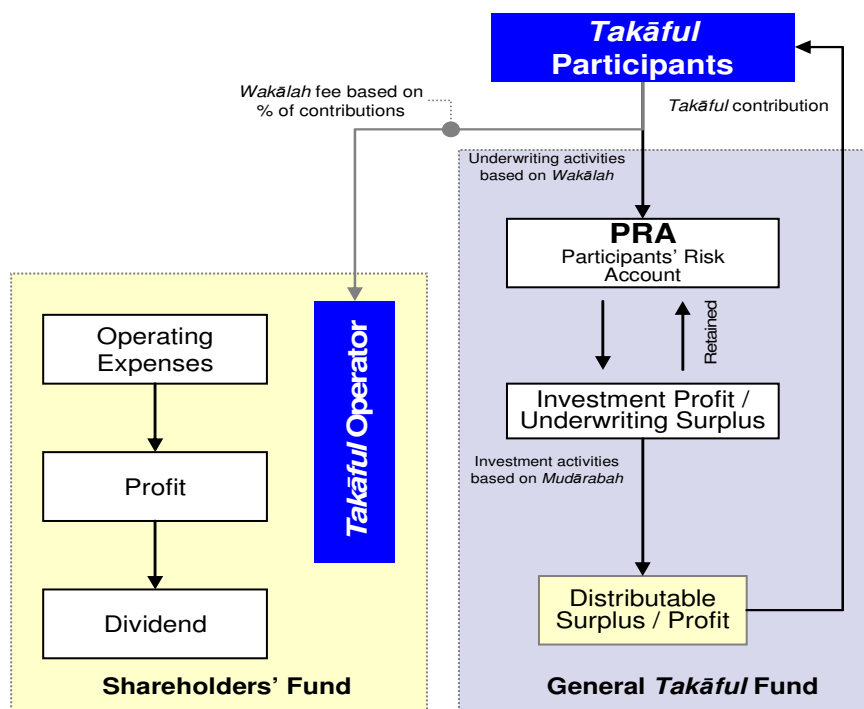 Takāful
Participants
Wakālah fee based on
% of contributions
Takāful contribution
Underwriting activities
based on Wakālah
PRA
Participants’ Risk
Account
Retained
Investment Profit /
Underwriting Surplus
Investment activities
based on Mudārabah
Distributable
Surplus / Profit
General Takāful Fund
Operating
Expenses
Profit
Dividend
Takāful Operator
Shareholders’ Fund